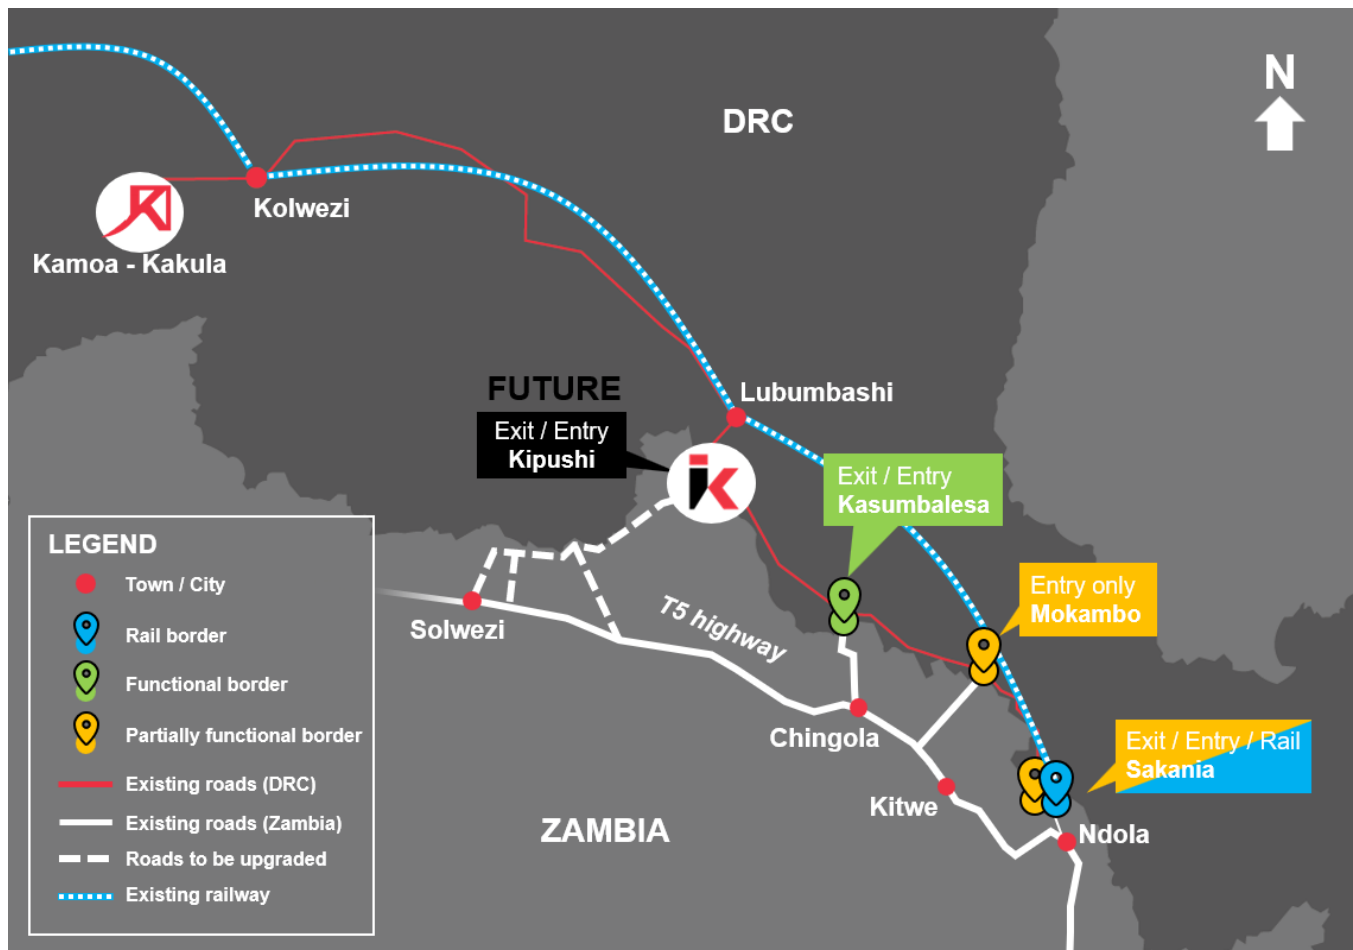 DRC
N
Kolwezi
Kamoa - Kakula
FUTURE
Exit / Entry
Kipushi
Lubumbashi
Exit / Entry
Kasumbalesa
Entry only
Mokambo
Solwezi
T5 highway
Chingola
Exit / Entry / Rail
Sakania
Kitwe
Ndola
ZAMBIA
LEGEND
Town / City
Rail border
Functional border
Partially functional border
Existing roads (DRC)
Existing roads (Zambia)
Roads to be upgraded
Existing railway